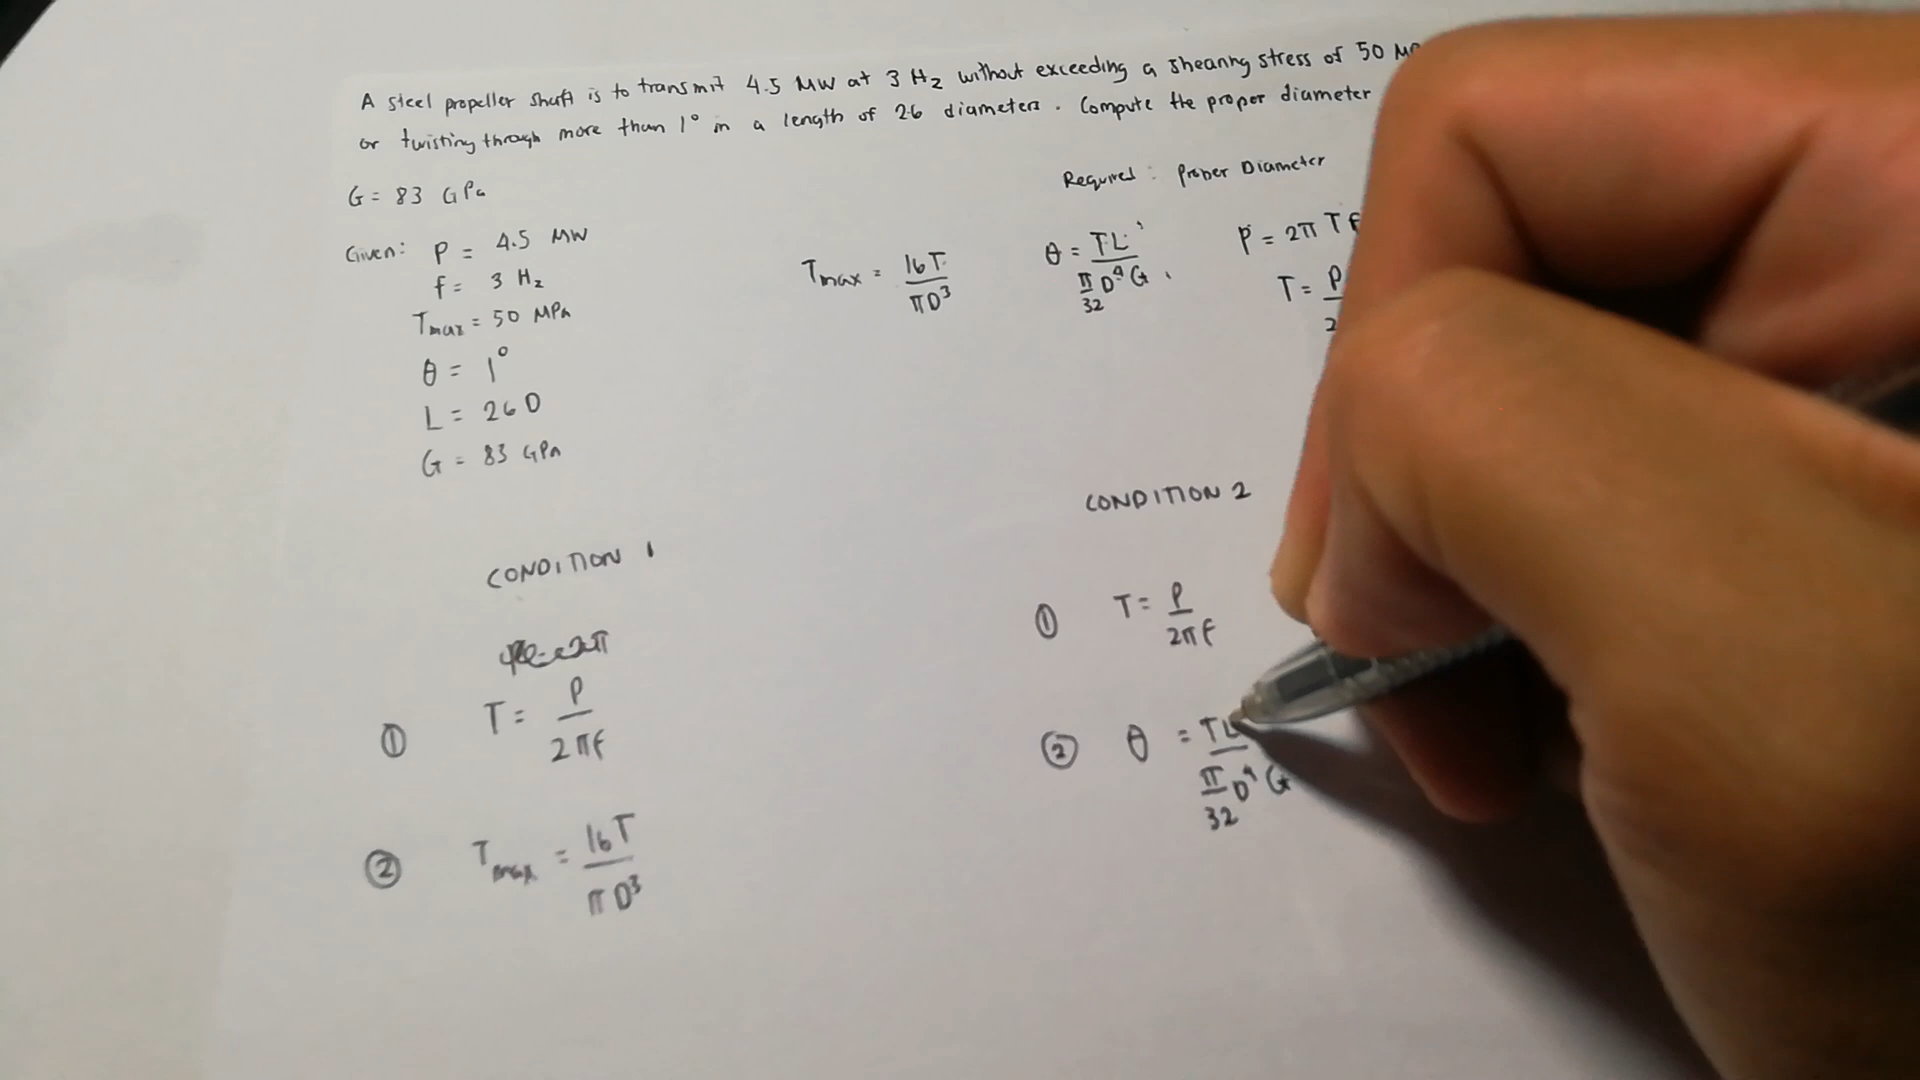 A steel propeller shaft is to transmit 4.5 MW at 3 Hz without exceeding a shearing stress of 50
or twisting through more than 1° in a length of 26 diameters. Compute the proper diameter
G = 83 GPa
Required: Proper Diameter
Given: P = 4.5 MW
f = 3 Hz
Tmax = 50 MPa
θ = 1°
L = 26 D
G = 83 GPa
Tmax = 16T / πD³
θ = TL / π/32 D⁴ G
P = 2π T f
T = P / 2
CONDITION 1
T = P / 2πf
① 
② Tmax = 16T / πD³
CONDITION 2
① T = P / 2πf
② θ = TL / π/32 D⁴ G